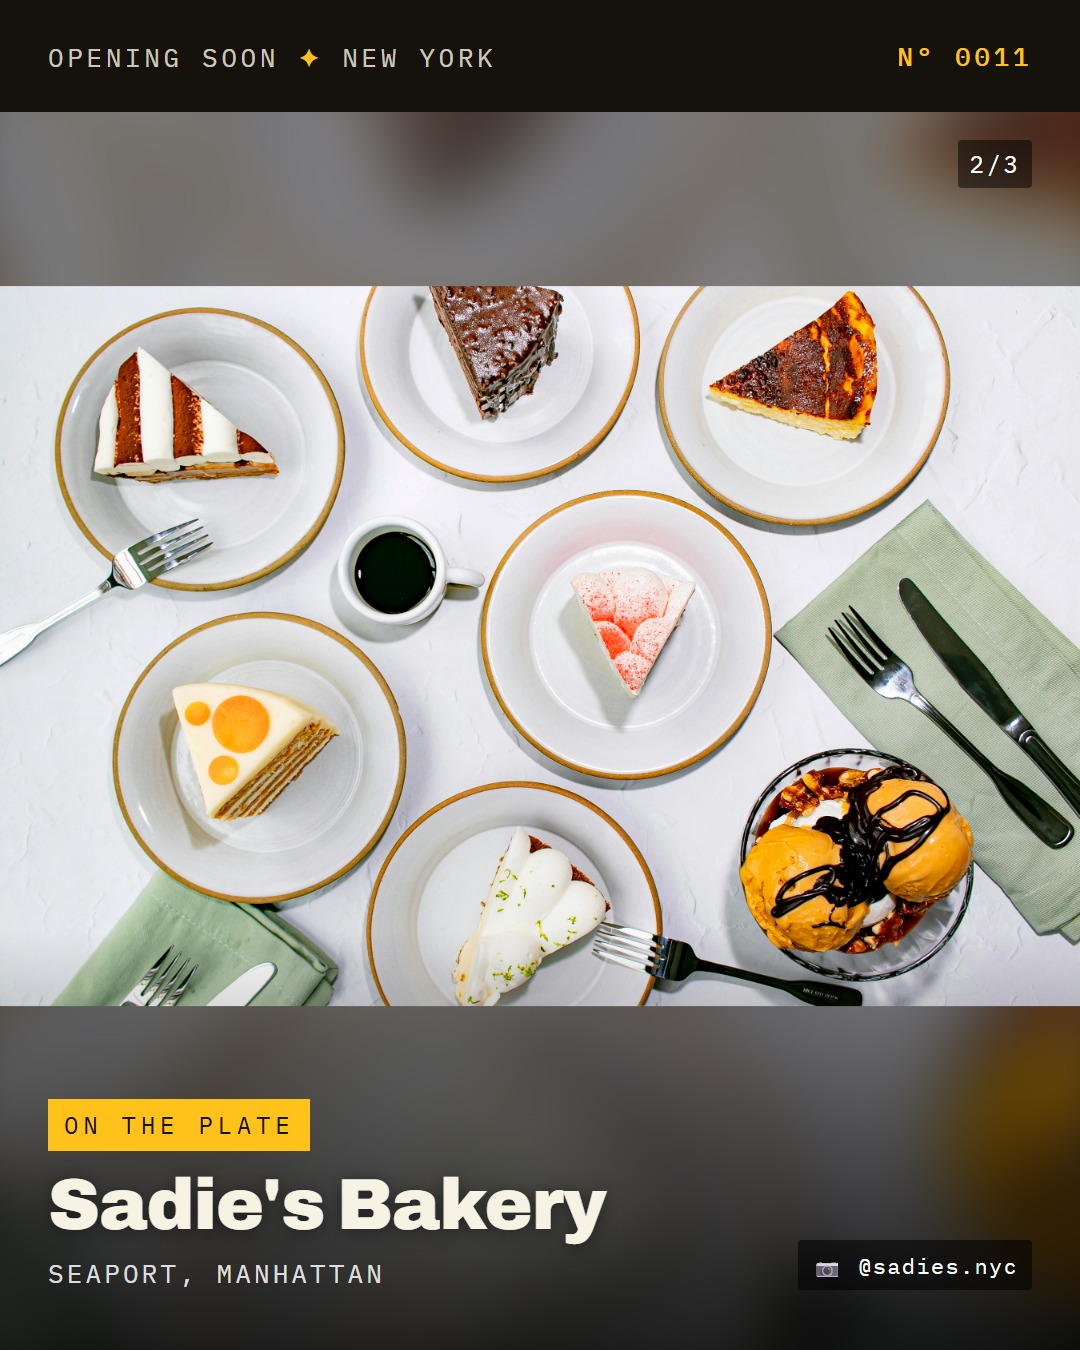 OPENING SOON ✦ NEW YORK
N° 0011
2/3
ON THE PLATE
Sadie's Bakery
SEAPORT, MANHATTAN
📷 @sadies.nyc